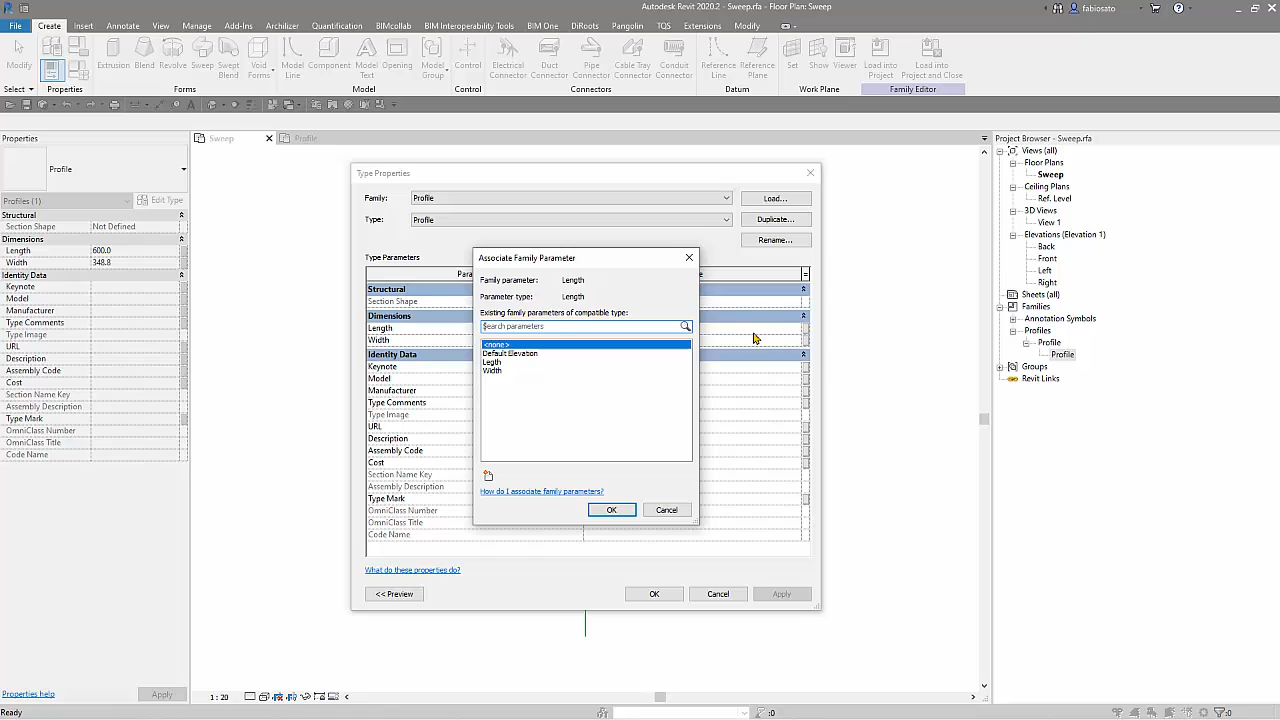 Autodesk Revit 2020.2 - Sweep.rfa - Floor Plan: Sweep
fabiosato
File Create Insert Annotate View Manage Add-Ins Archilizer Quantification BIMcollab BIM Interoperability Tools BIM One DiRoots Pangolin TQS Extensions Modify
Modify Extrusion Blend Revolve Sweep Swept Blend Void Forms Model Line Component Model Text Opening Model Group Control Electrical Connector Duct Connector Pipe Connector Cable Tray Connector Conduit Connector Reference Line Reference Plane Set Show Viewer Load into Project Load into Project and Close
Select Properties Forms Model Control Connectors Datum Work Plane Family Editor
Properties
Profile
Profiles (1) Edit Type
Structural
Section Shape Not Defined
Dimensions
Length 600.0
Width 348.8
Identity Data
Keynote
Model
Manufacturer
Type Comments
Type Image
URL
Description
Assembly Code
Cost
Section Name Key
Assembly Description
Type Mark
OmniClass Number
OmniClass Title
Code Name
Properties help Apply
Sweep Profile
Type Properties
Family: Profile Load...
Type: Profile Duplicate...
Rename...
Type Parameters
Para
e =
Structural
Section Shape
Dimensions
Length
Width
Identity Data
Keynote
Model
Manufacturer
Type Comments
Type Image
URL
Description
Assembly Code
Cost
Section Name Key
Assembly Description
Type Mark
OmniClass Number
OmniClass Title
Code Name
What do these properties do?
<< Preview OK Cancel Apply
Associate Family Parameter
Family parameter: Length
Parameter type: Length
Existing family parameters of compatible type:
Search parameters
<none>
Default Elevation
Legth
Width
How do I associate family parameters?
OK Cancel
Project Browser - Sweep.rfa
Views (all)
Floor Plans
Sweep
Ceiling Plans
Ref. Level
3D Views
View 1
Elevations (Elevation 1)
Back
Front
Left
Right
Sheets (all)
Families
Annotation Symbols
Profiles
Profile
Profile
Groups
Revit Links
1 : 20
Ready
:0
:0